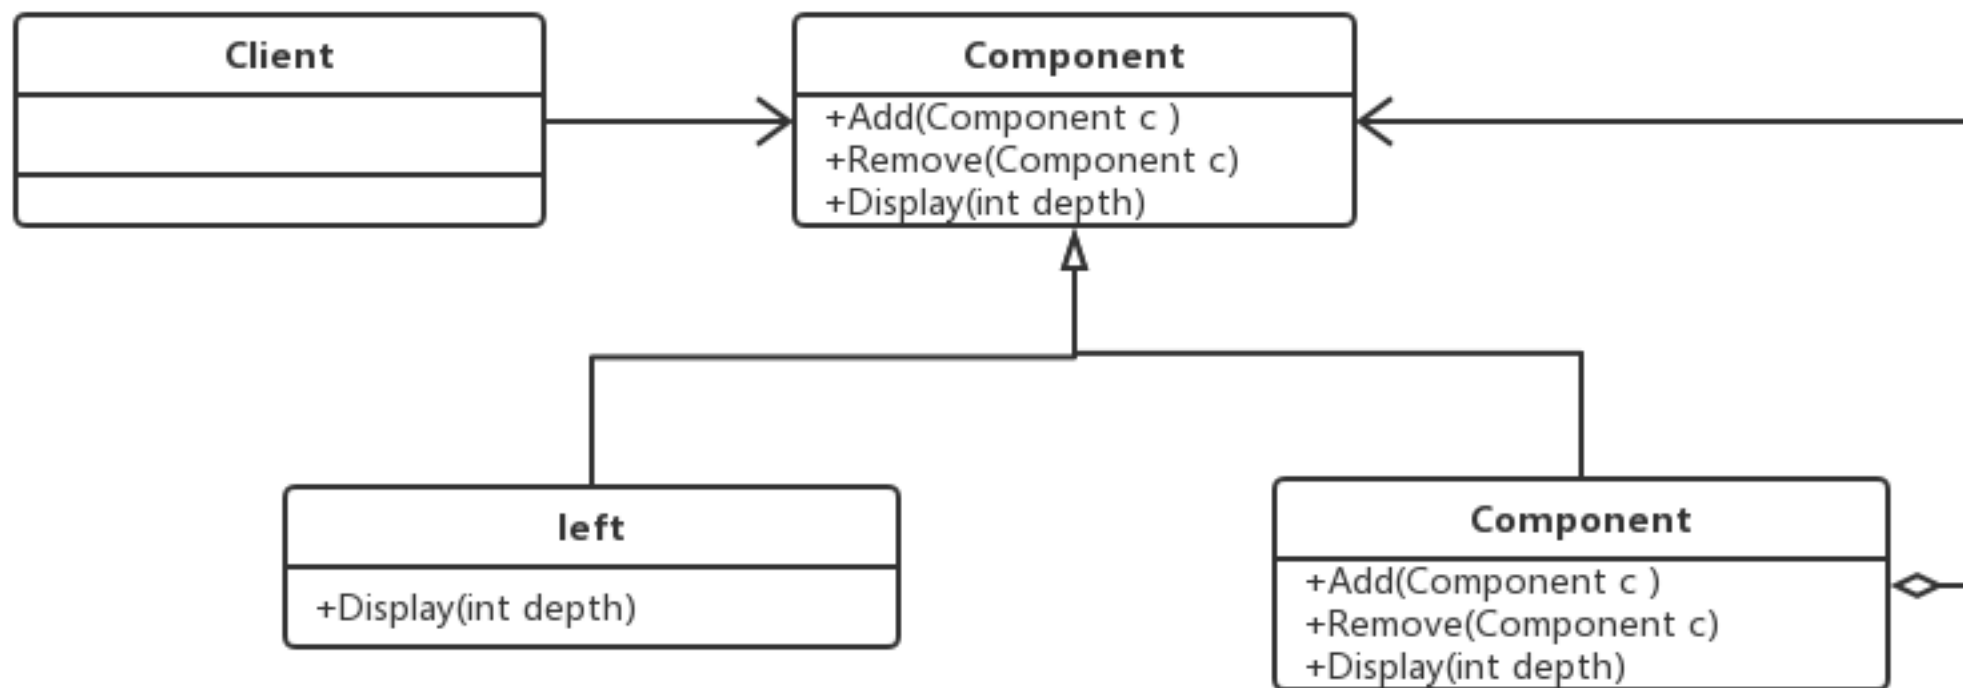 Client
Component
+Add(Component c )
+Remove(Component c)
+Display(int depth)
left
+Display(int depth)
Component
+Add(Component c )
+Remove(Component c)
+Display(int depth)